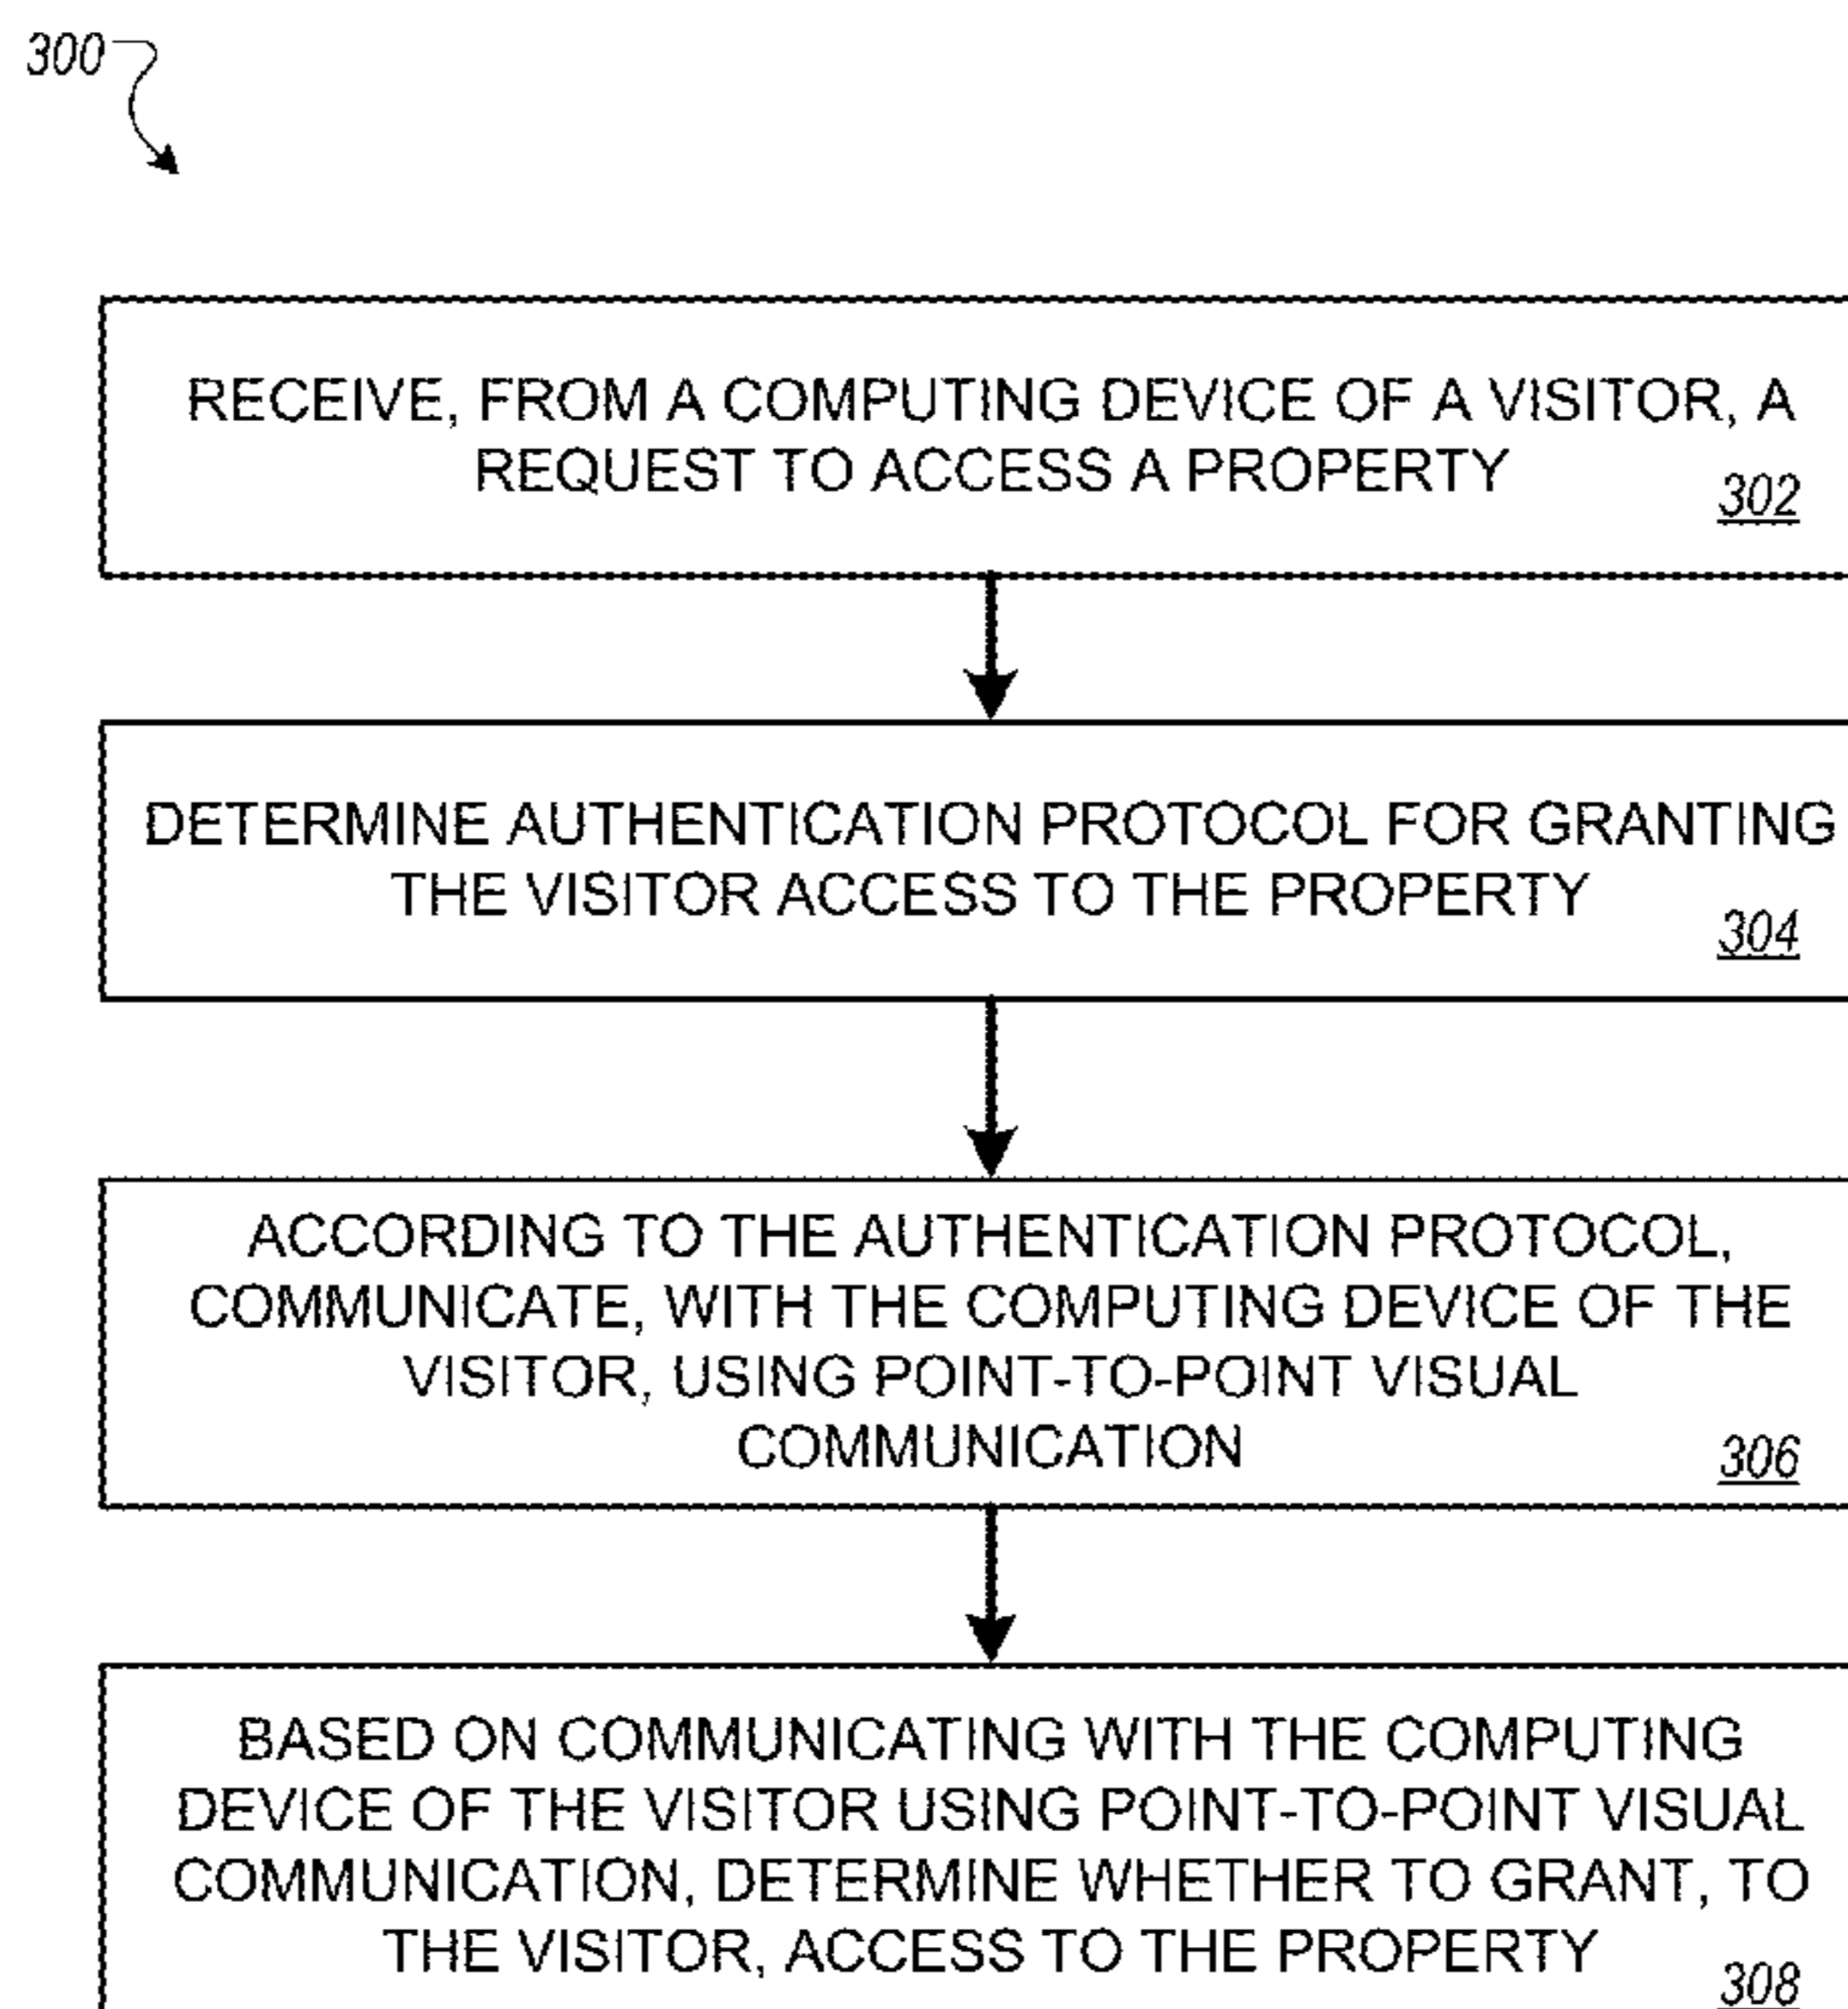 300
RECEIVE, FROM A COMPUTING DEVICE OF A VISITOR, A
REQUEST TO ACCESS A PROPERTY
302
DETERMINE AUTHENTICATION PROTOCOL FOR GRANTING
THE VISITOR ACCESS TO THE PROPERTY
304
ACCORDING TO THE AUTHENTICATION PROTOCOL,
COMMUNICATE, WITH THE COMPUTING DEVICE OF THE
VISITOR, USING POINT-TO-POINT VISUAL
COMMUNICATION
306
BASED ON COMMUNICATING WITH THE COMPUTING
DEVICE OF THE VISITOR USING POINT-TO-POINT VISUAL
COMMUNICATION, DETERMINE WHETHER TO GRANT, TO
THE VISITOR, ACCESS TO THE PROPERTY
308